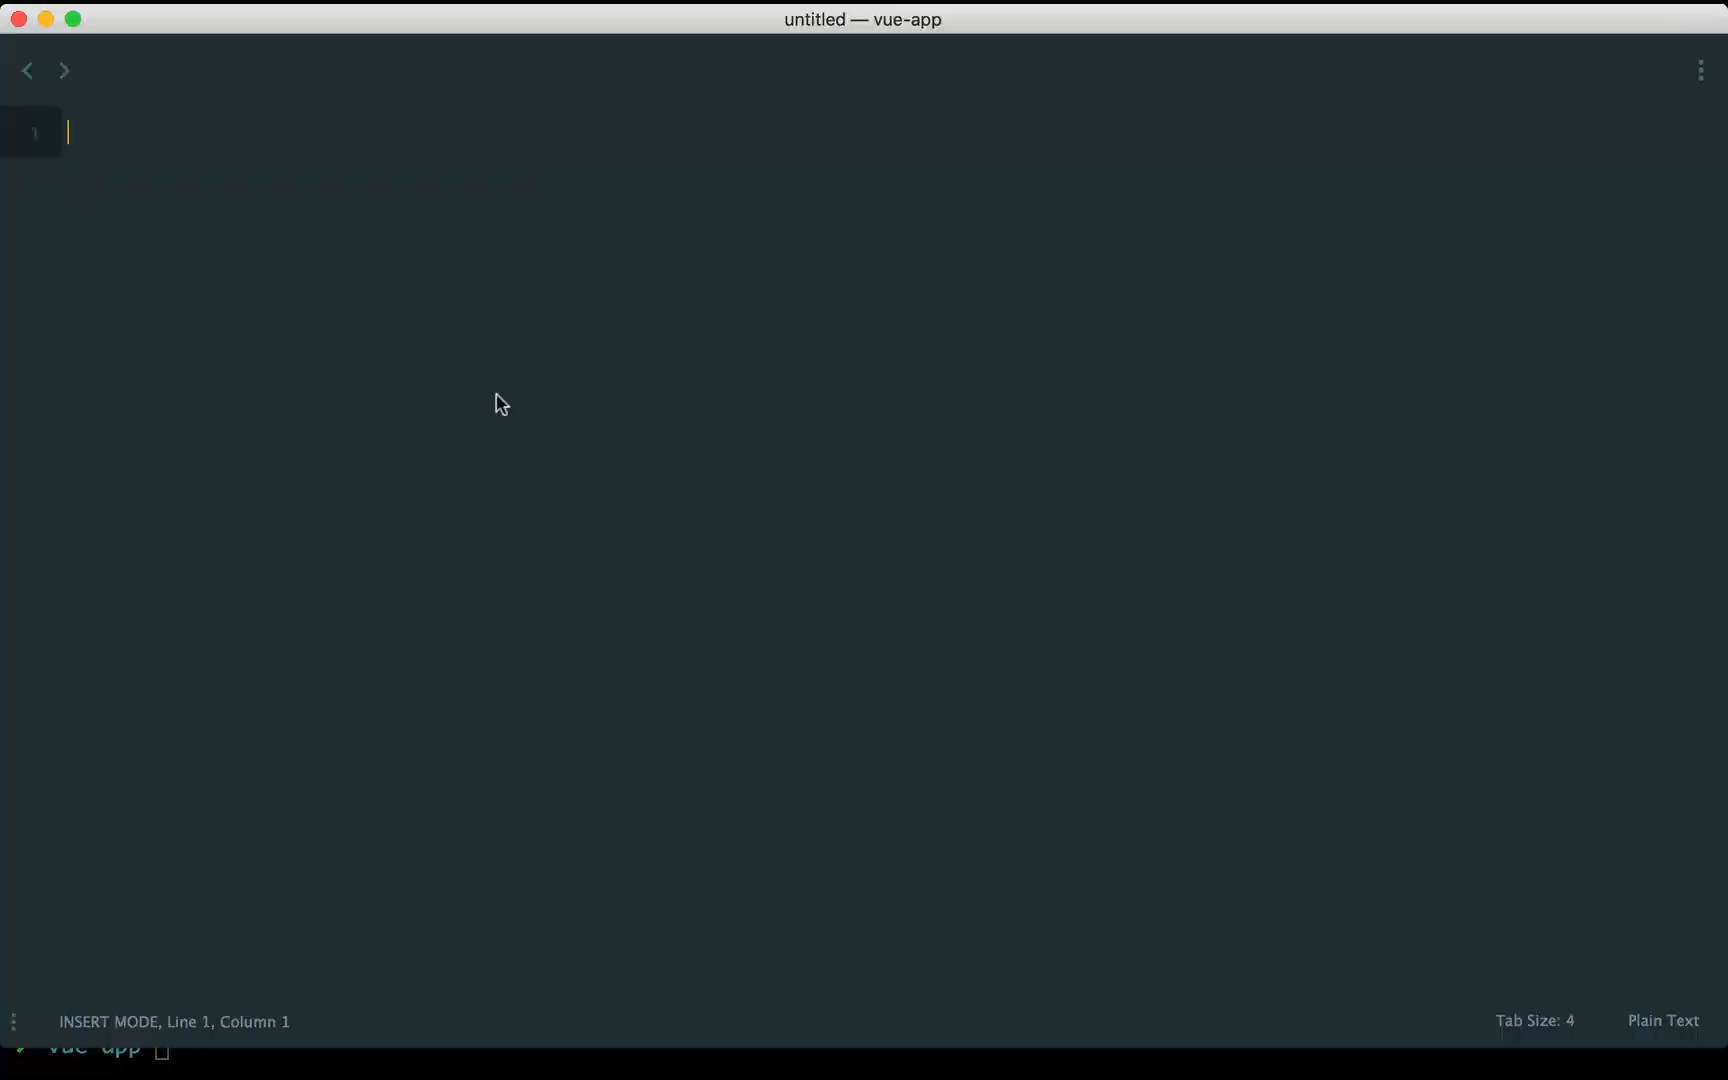 untitled — vue-app
1
INSERT MODE, Line 1, Column 1
Tab Size: 4
Plain Text
vue-app